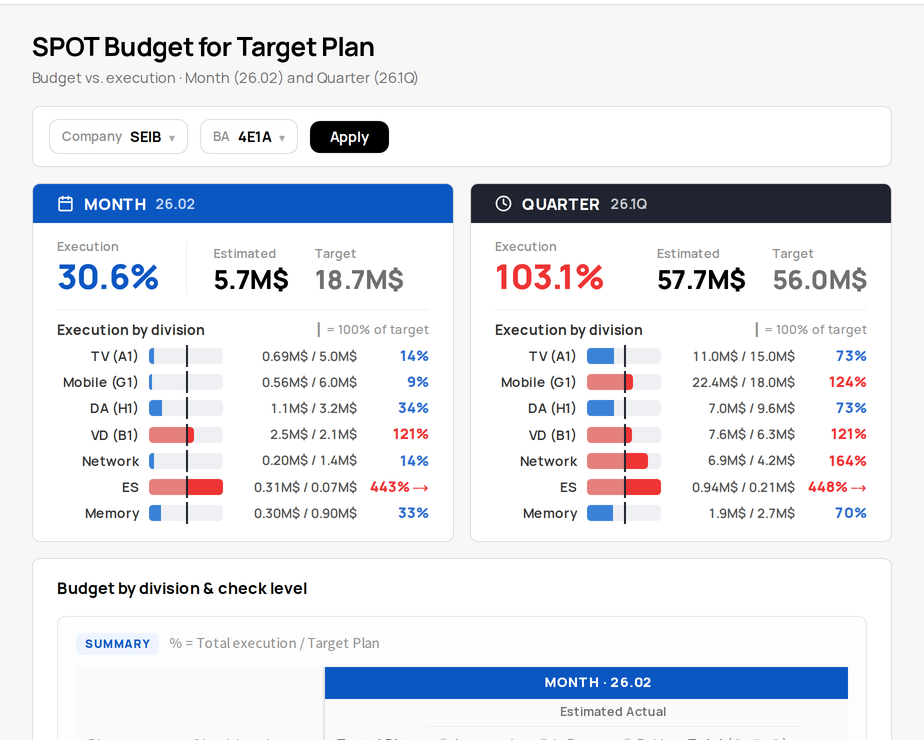 SPOT Budget for Target Plan
Budget vs. execution · Month (26.02) and Quarter (26.1Q)
Company SEIB ▾ BA 4E1A ▾ Apply
MONTH 26.02
Execution
30.6%
Estimated
5.7M$
Target
18.7M$
Execution by division | = 100% of target
TV (A1) 0.69M$ / 5.0M$ 14%
Mobile (G1) 0.56M$ / 6.0M$ 9%
DA (H1) 1.1M$ / 3.2M$ 34%
VD (B1) 2.5M$ / 2.1M$ 121%
Network 0.20M$ / 1.4M$ 14%
ES 0.31M$ / 0.07M$ 443% →
Memory 0.30M$ / 0.90M$ 33%
QUARTER 26.1Q
Execution
103.1%
Estimated
57.7M$
Target
56.0M$
Execution by division | = 100% of target
TV (A1) 11.0M$ / 15.0M$ 73%
Mobile (G1) 22.4M$ / 18.0M$ 124%
DA (H1) 7.0M$ / 9.6M$ 73%
VD (B1) 7.6M$ / 6.3M$ 121%
Network 6.9M$ / 4.2M$ 164%
ES 0.94M$ / 0.21M$ 448% →
Memory 1.9M$ / 2.7M$ 70%
Budget by division & check level
SUMMARY % = Total execution / Target Plan
MONTH · 26.02
Estimated Actual